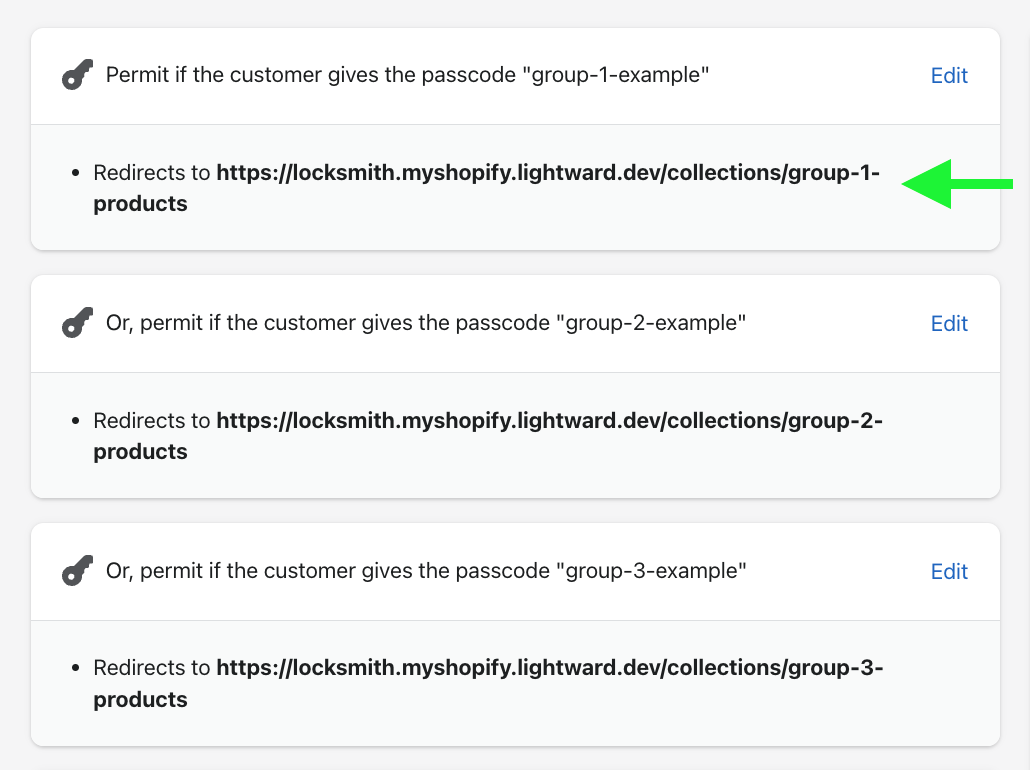 Permit if the customer gives the passcode "group-1-example"
Edit
Redirects to https://locksmith.myshopify.lightward.dev/collections/group-1-
products
Or, permit if the customer gives the passcode "group-2-example"
Edit
Redirects to https://locksmith.myshopify.lightward.dev/collections/group-2-
products
Or, permit if the customer gives the passcode "group-3-example"
Edit
Redirects to https://locksmith.myshopify.lightward.dev/collections/group-3-
products